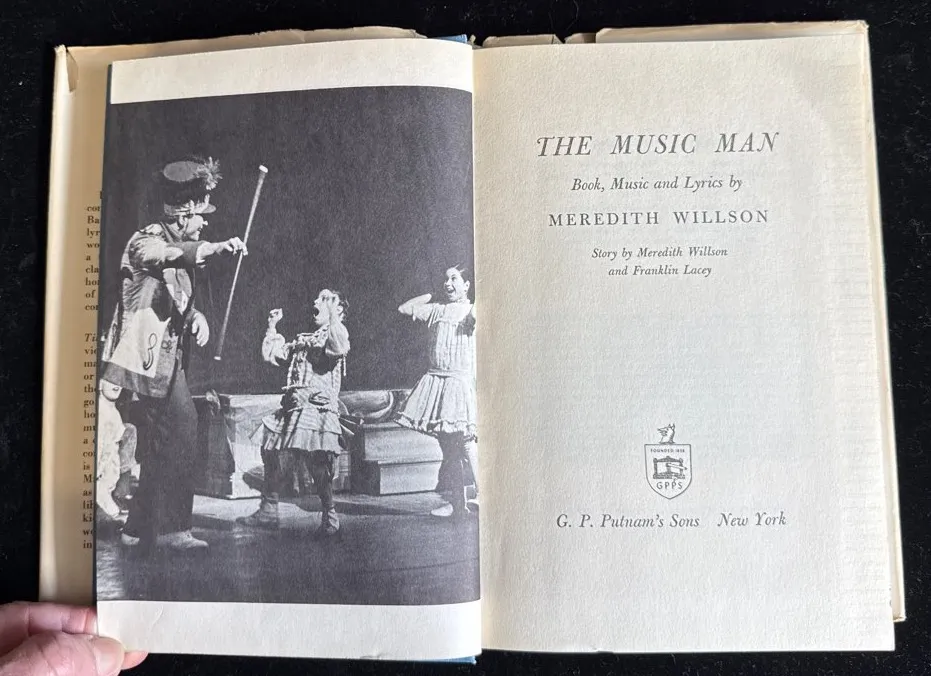 THE MUSIC MAN
Book, Music and Lyrics by
MEREDITH WILLSON
Story by Meredith Willson
and Franklin Lacey
FOUNDED 1838
GPPS
G. P. Putnam's Sons New York